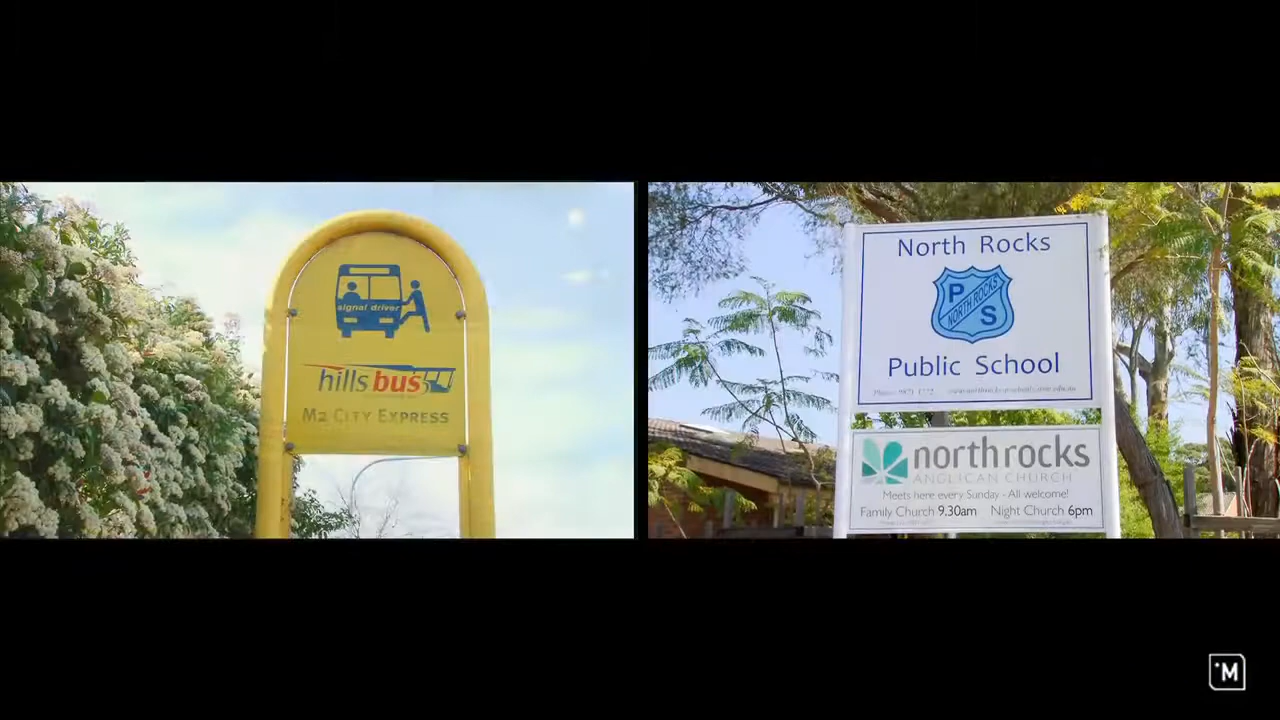 signal driver
hills bus
M2 City Express
North Rocks
P
NORTH ROCKS
S
Public School
northrocks
ANGLICAN CHURCH
Meets here every Sunday - All welcome!
Family Church 9.30am Night Church 6pm
M